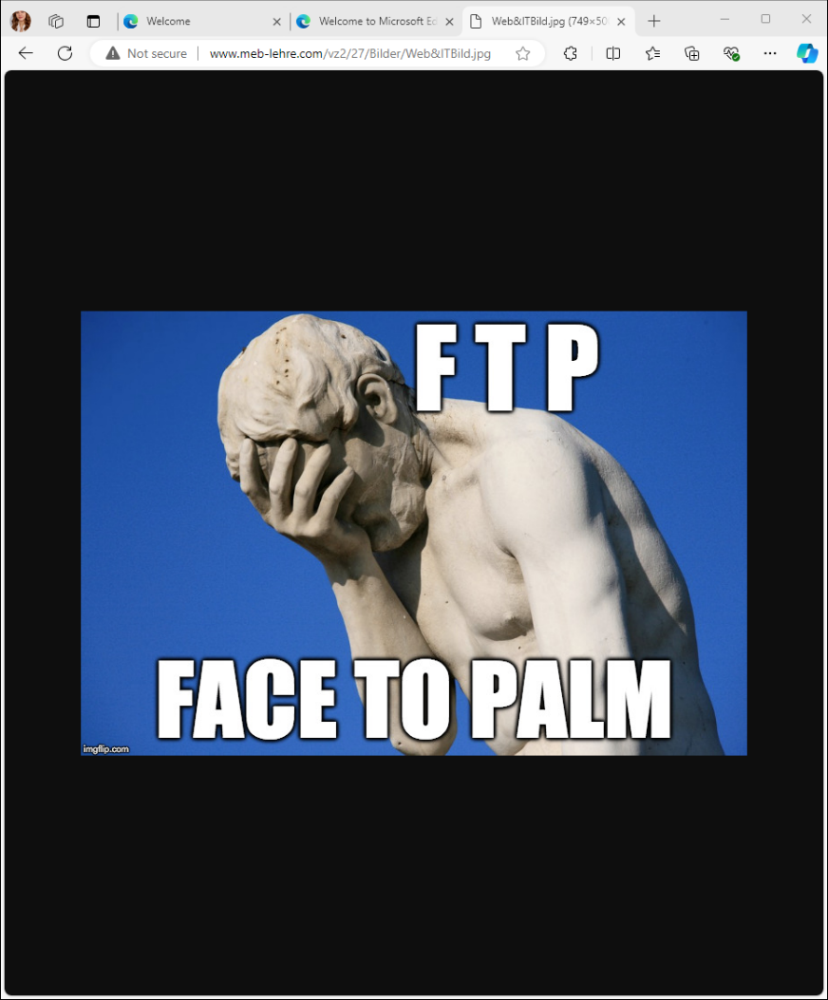 Welcome
Welcome to Microsoft Ed
Web&ITBild.jpg (749×50
Not secure
www.meb-lehre.com/vz2/27/Bilder/Web&ITBild.jpg
F T P
FACE TO PALM
imgflip.com